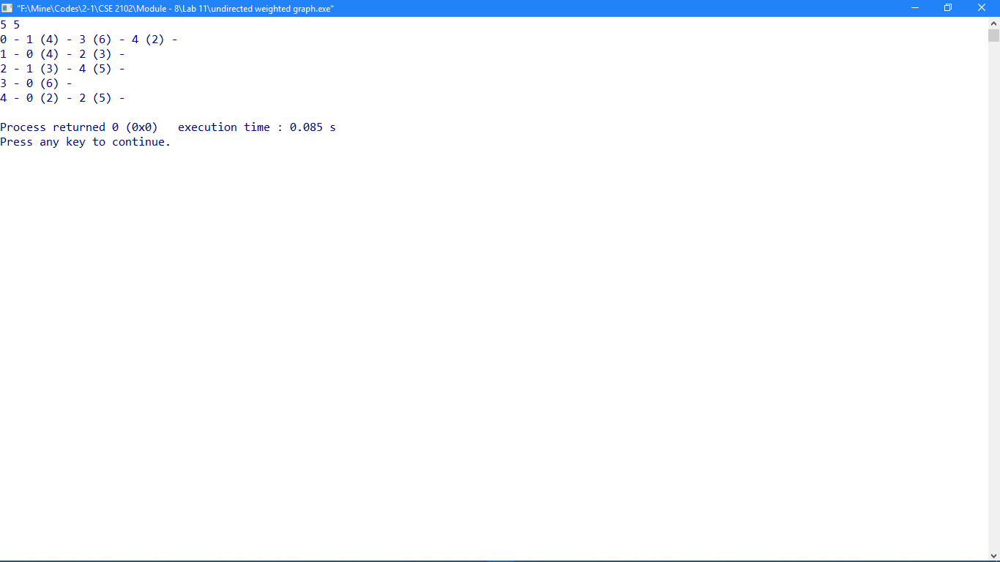 "F:\Mine\Codes\2-1\CSE 2102\Module - 8\Lab 11\undirected weighted graph.exe"
5 5
0 - 1 (4) - 3 (6) - 4 (2) -
1 - 0 (4) - 2 (3) -
2 - 1 (3) - 4 (5) -
3 - 0 (6) -
4 - 0 (2) - 2 (5) -
Process returned 0 (0x0)   execution time : 0.085 s
Press any key to continue.